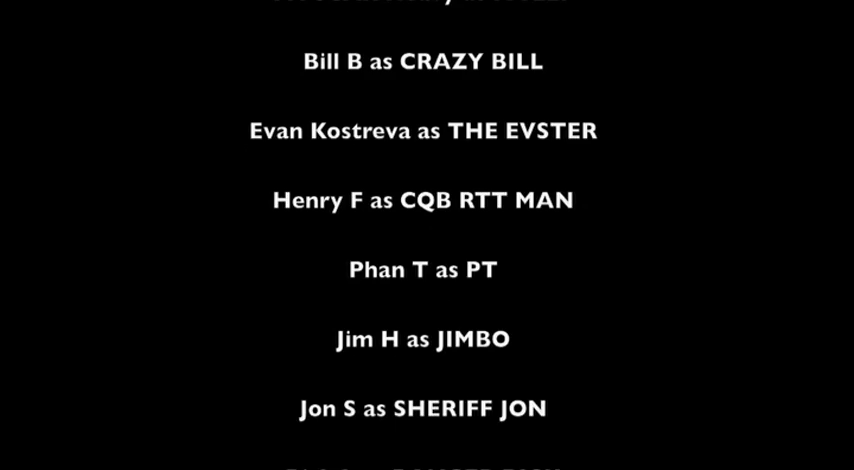 Bill B as CRAZY BILL
Evan Kostreva as THE EVSTER
Henry F as CQB RTT MAN
Phan T as PT
Jim H as JIMBO
Jon S as SHERIFF JON